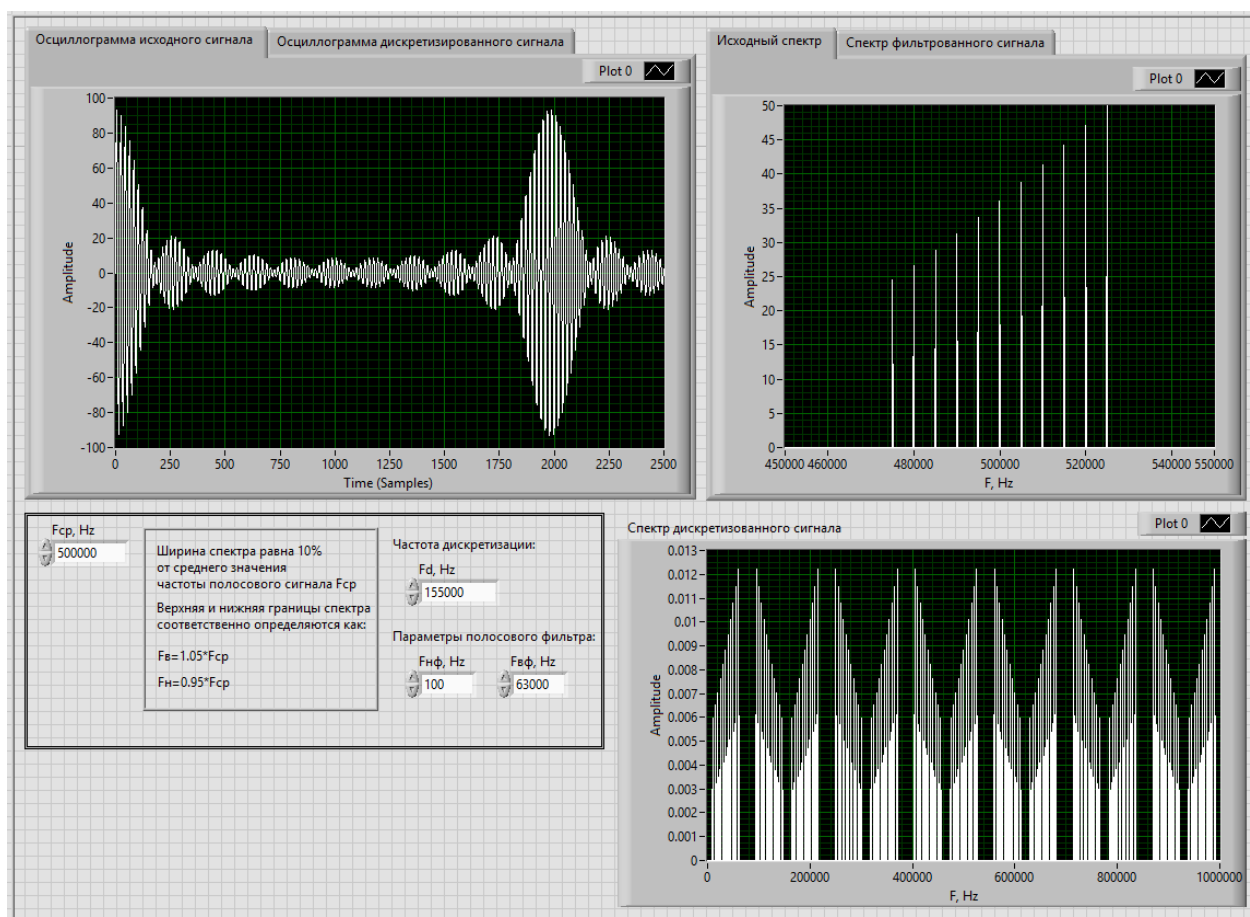 Осциллограмма исходного сигнала
Осциллограмма дискретизированного сигнала
Plot 0
Amplitude
100
80
60
40
20
0
-20
-40
-60
-80
-100
0 250 500 750 1000 1250 1500 1750 2000 2250 2500
Time (Samples)
Исходный спектр
Спектр фильтрованного сигнала
Plot 0
Amplitude
50
45
40
35
30
25
20
15
10
5
0
450000 460000 480000 500000 520000 540000 550000
F, Hz
Fср, Hz
500000
Ширина спектра равна 10%
от среднего значения
частоты полосового сигнала Fср
Верхняя и нижняя границы спектра
соответственно определяются как:
Fв=1.05*Fср
Fн=0.95*Fср
Частота дискретизации:
Fd, Hz
155000
Параметры полосового фильтра:
Fнф, Hz Fвф, Hz
100 63000
Спектр дискретизованного сигнала
Plot 0
Amplitude
0.013
0.012
0.011
0.01
0.009
0.008
0.007
0.006
0.005
0.004
0.003
0.002
0.001
0
0 200000 400000 600000 800000 1000000
F, Hz